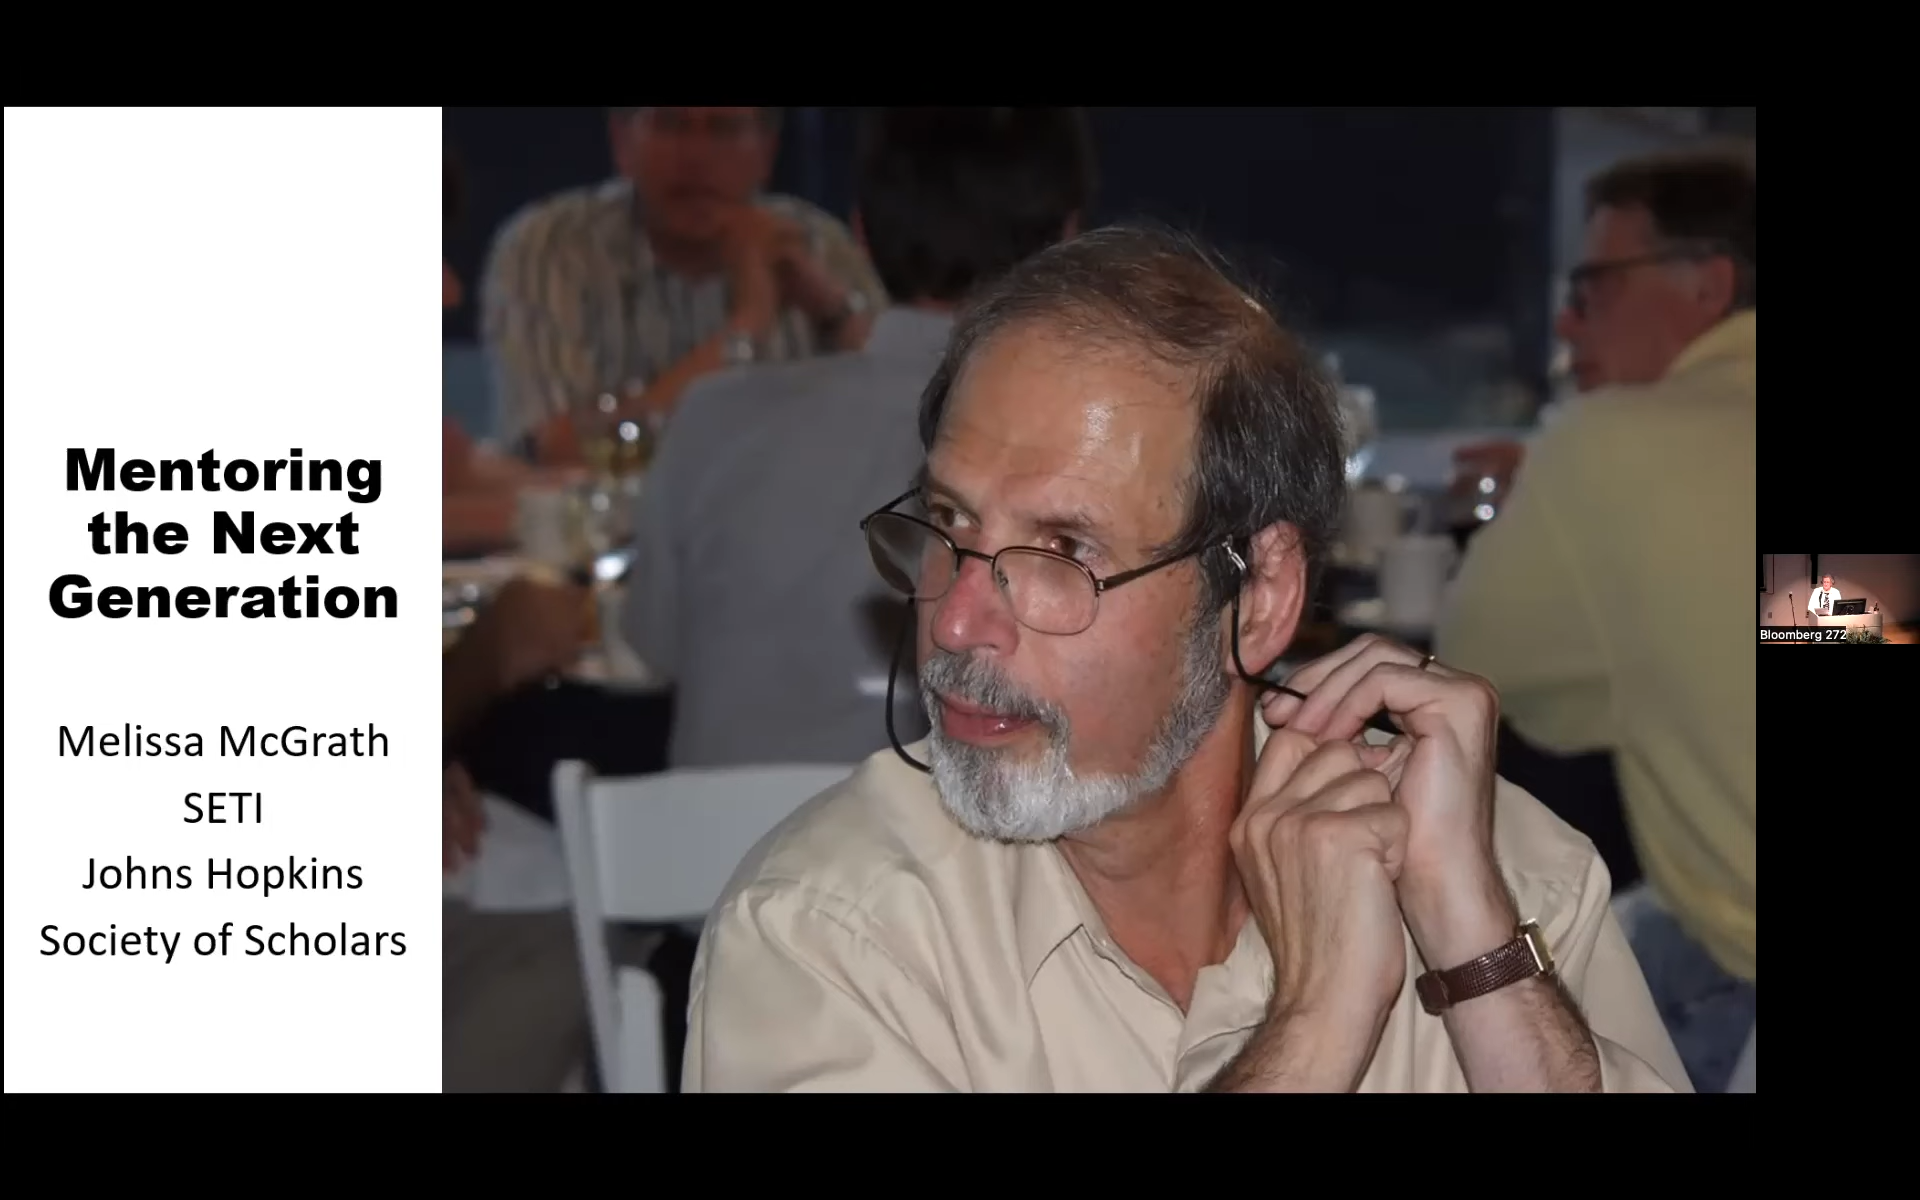 Mentoring
the Next
Generation
Melissa McGrath
SETI
Johns Hopkins
Society of Scholars
Bloomberg 272